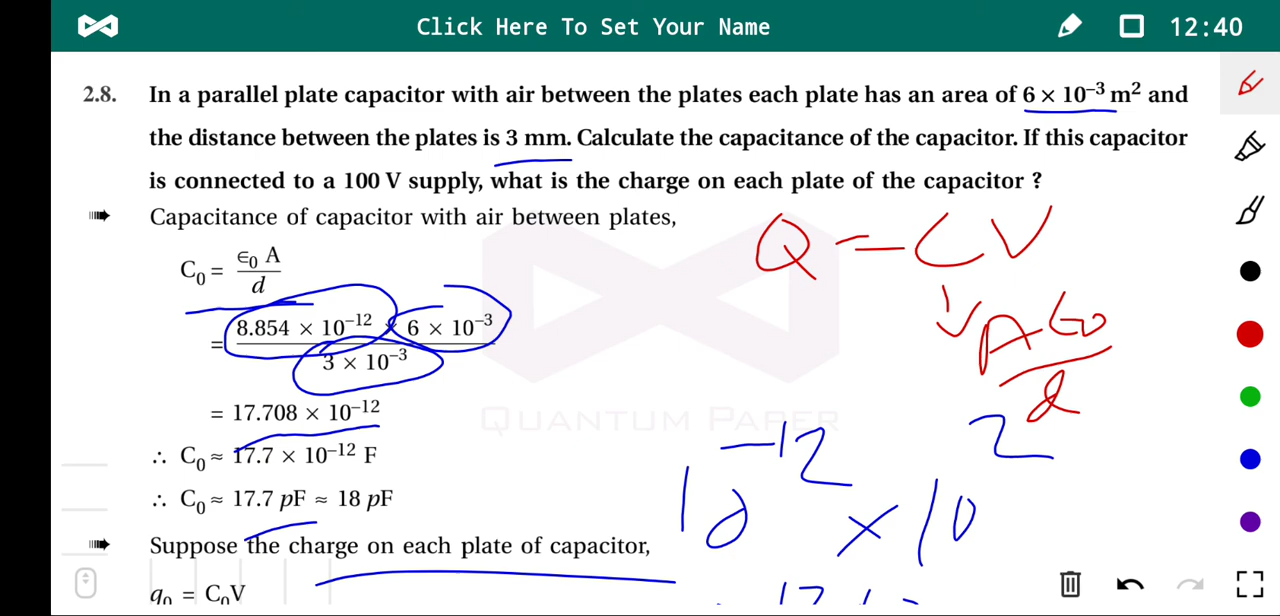 Click Here To Set Your Name 12:40
2.8. In a parallel plate capacitor with air between the plates each plate has an area of 6 × 10⁻³ m² and
the distance between the plates is 3 mm. Calculate the capacitance of the capacitor. If this capacitor
is connected to a 100 V supply, what is the charge on each plate of the capacitor ?
Capacitance of capacitor with air between plates,
Q = CV
C₀ = ϵ₀ A / d
A ϵ₀ / d
= 8.854 × 10⁻¹² × 6 × 10⁻³ / 3 × 10⁻³
= 17.708 × 10⁻¹²
QUANTUM PAPER
∴ C₀ ≈ 17.7 × 10⁻¹² F
∴ C₀ ≈ 17.7 pF ≈ 18 pF
10⁻¹² × 10²
Suppose the charge on each plate of capacitor,
q₀ = C₀V